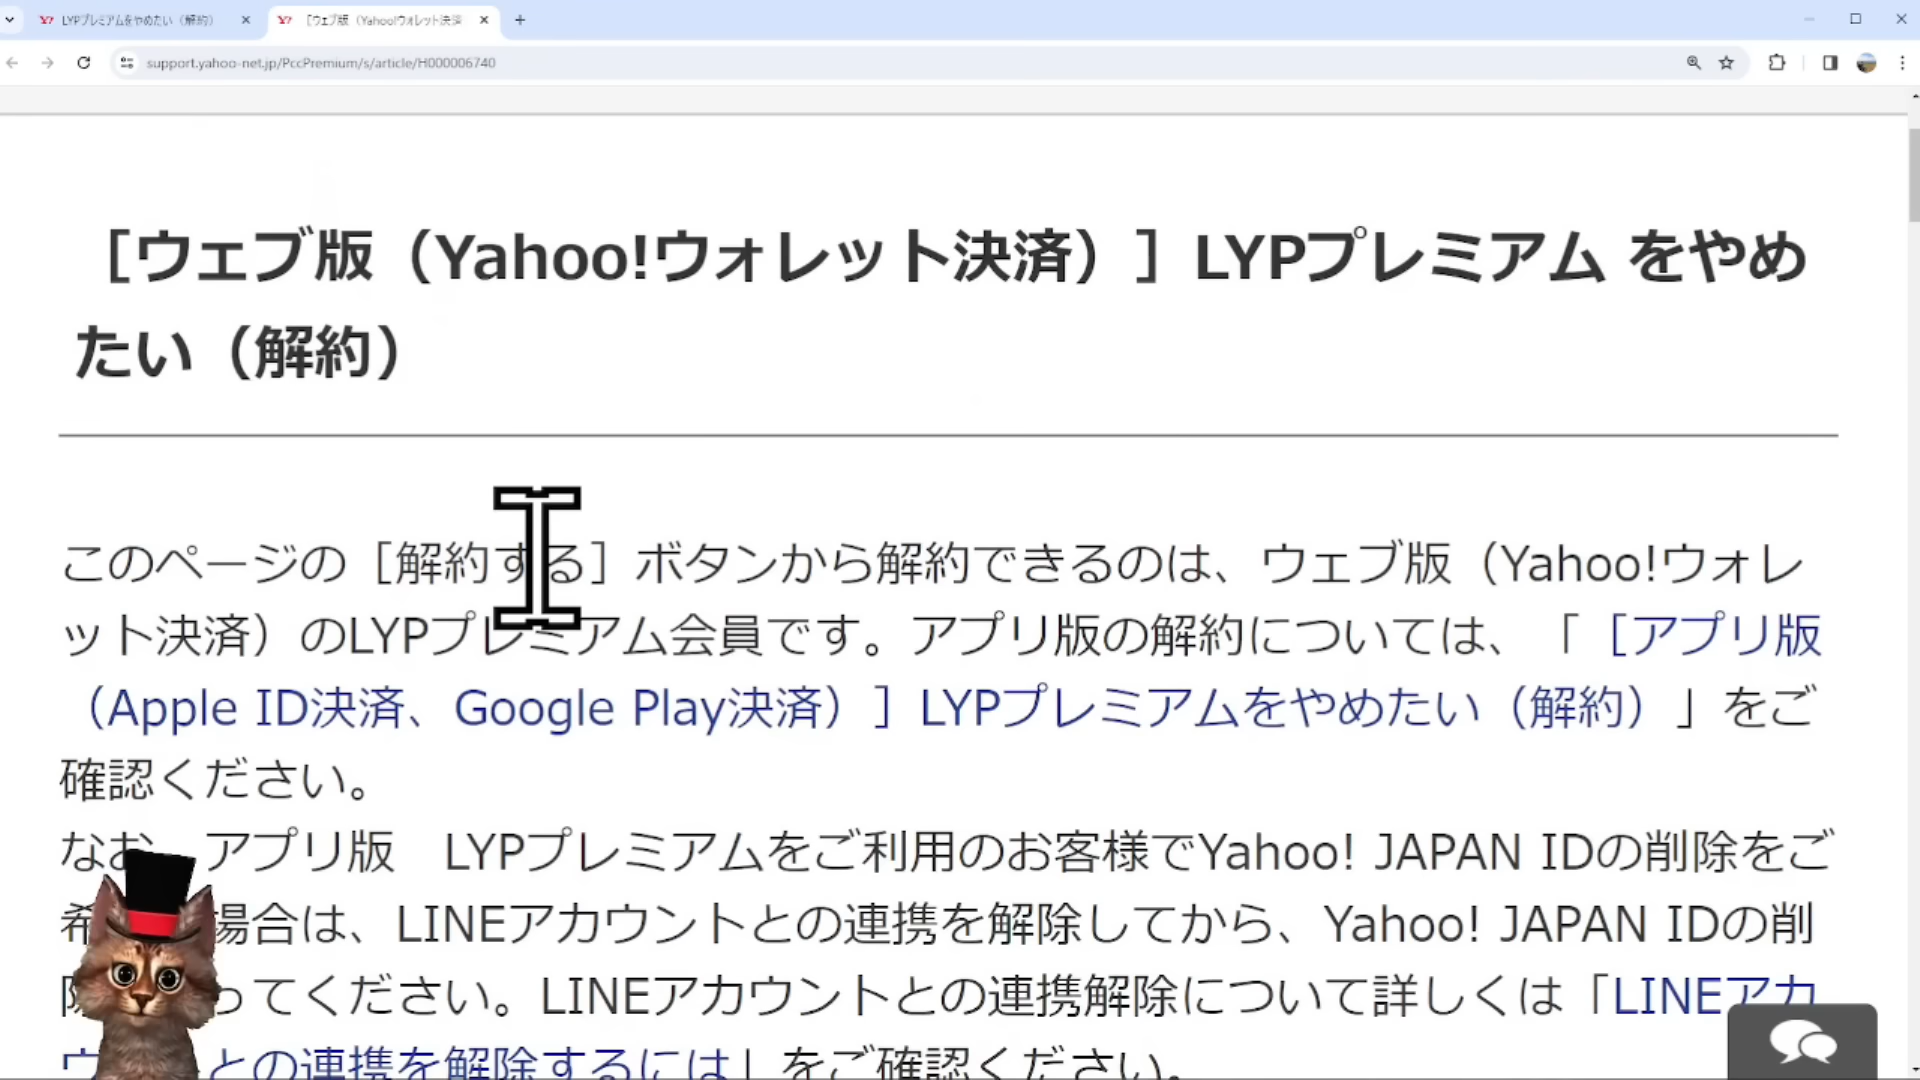 LYPプレミアムをやめたい（解約）
［ウェブ版（Yahoo!ウォレット決済
support.yahoo-net.jp/PccPremium/s/article/H000006740
［ウェブ版（Yahoo!ウォレット決済）］LYPプレミアム をやめ
たい（解約）
このページの［解約する］ボタンから解約できるのは、ウェブ版（Yahoo!ウォレ
ット決済）のLYPプレミアム会員です。アプリ版の解約については、「［アプリ版
（Apple ID決済、Google Play決済）］LYPプレミアムをやめたい（解約）」をご
確認ください。
なお、アプリ版　LYPプレミアムをご利用のお客様でYahoo! JAPAN IDの削除をご
希 場合は、LINEアカウントとの連携を解除してから、Yahoo! JAPAN IDの削
ってください。LINEアカウントとの連携解除について詳しくは「LINEアカ
ウ との連携を解除するには」をご確認ください。